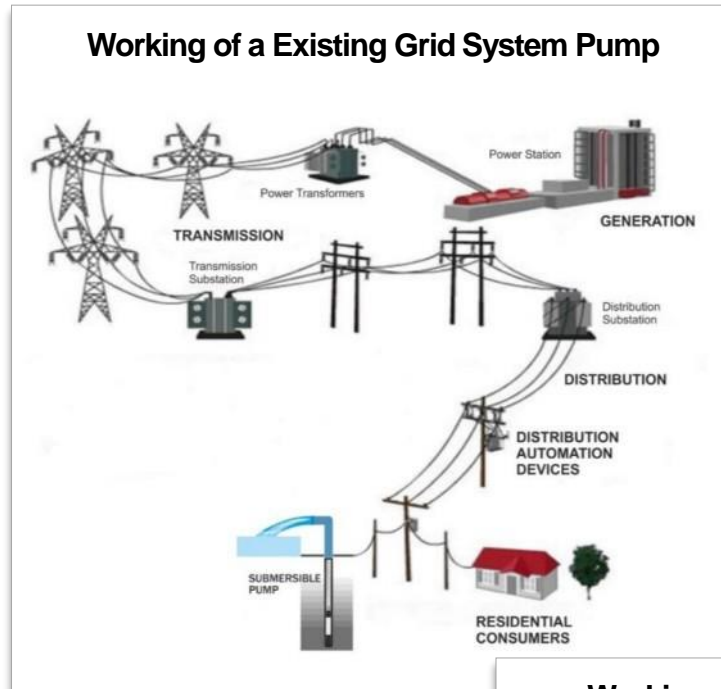 Working of a Existing Grid System Pump
Power Station
Power Transformers
GENERATION
TRANSMISSION
Transmission
Substation
Distribution
Substation
DISTRIBUTION
DISTRIBUTION
AUTOMATION
DEVICES
SUBMERSIBLE
PUMP
RESIDENTIAL
CONSUMERS